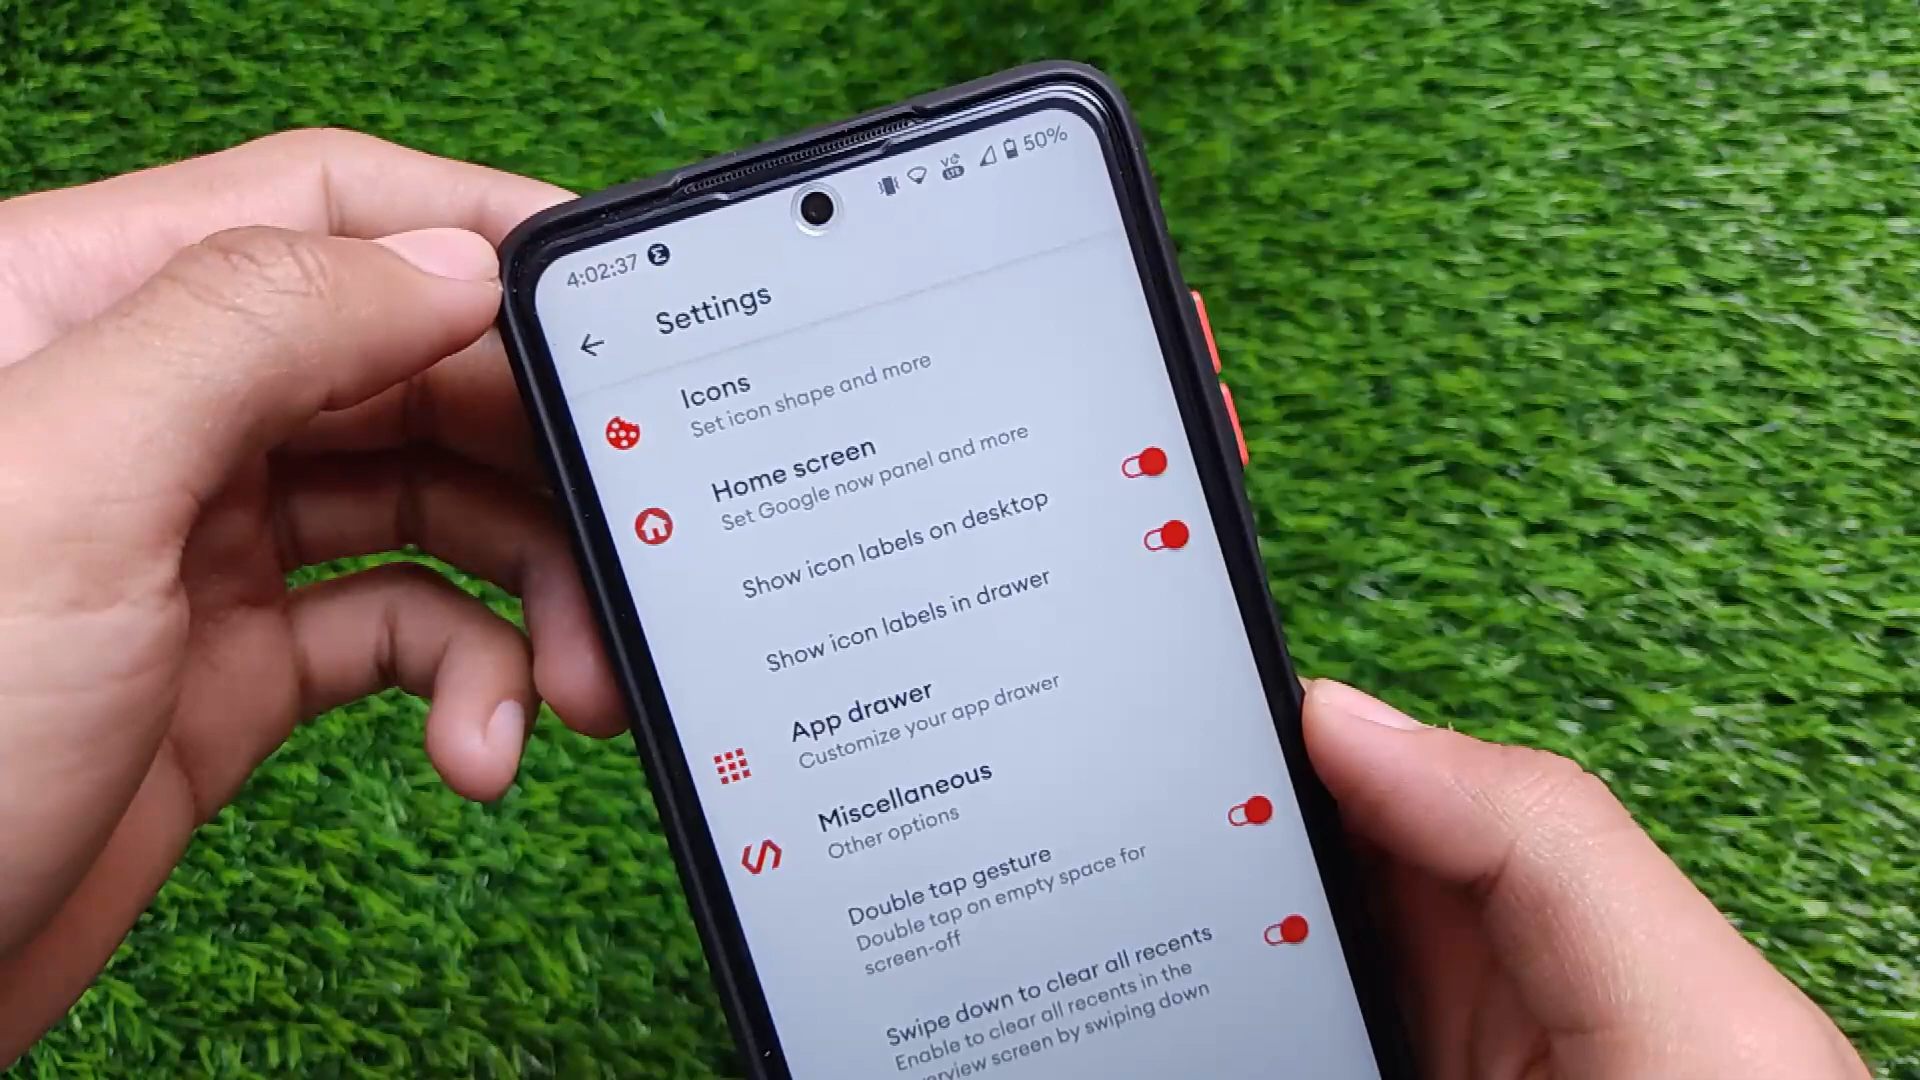 4:02:37
Vo
LTE
50%
Settings
Icons
Set icon shape and more
Home screen
Set Google now panel and more
Show icon labels on desktop
Show icon labels in drawer
App drawer
Customize your app drawer
Miscellaneous
Other options
Double tap gesture
Double tap on empty space for
screen-off
Swipe down to clear all recents
Enable to clear all recents in the
screen by swiping down